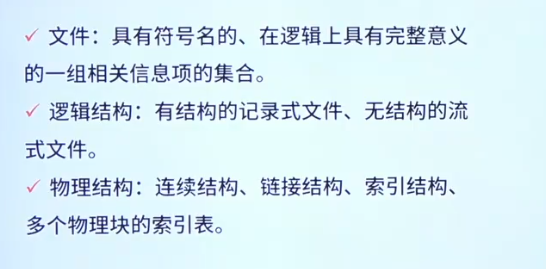 ✓ 文件：具有符号名的、在逻辑上具有完整意义
的一组相关信息项的集合。
✓ 逻辑结构：有结构的记录式文件、无结构的流
式文件。
✓ 物理结构：连续结构、链接结构、索引结构、
多个物理块的索引表。